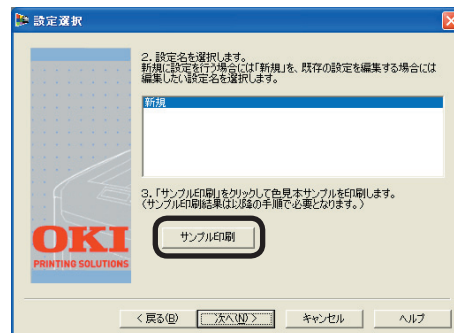 設定選択
2. 設定名を選択します。
新規に設定を行う場合には「新規」を、既存の設定を編集する場合には
編集したい設定名を選択します。
新規
3. 「サンプル印刷」をクリックして色見本サンプルを印刷します。
(サンプル印刷結果は以降の手順で必要となります。)
サンプル印刷
OKI
PRINTING SOLUTIONS
< 戻る(B)
次へ(N) >
キャンセル
ヘルプ